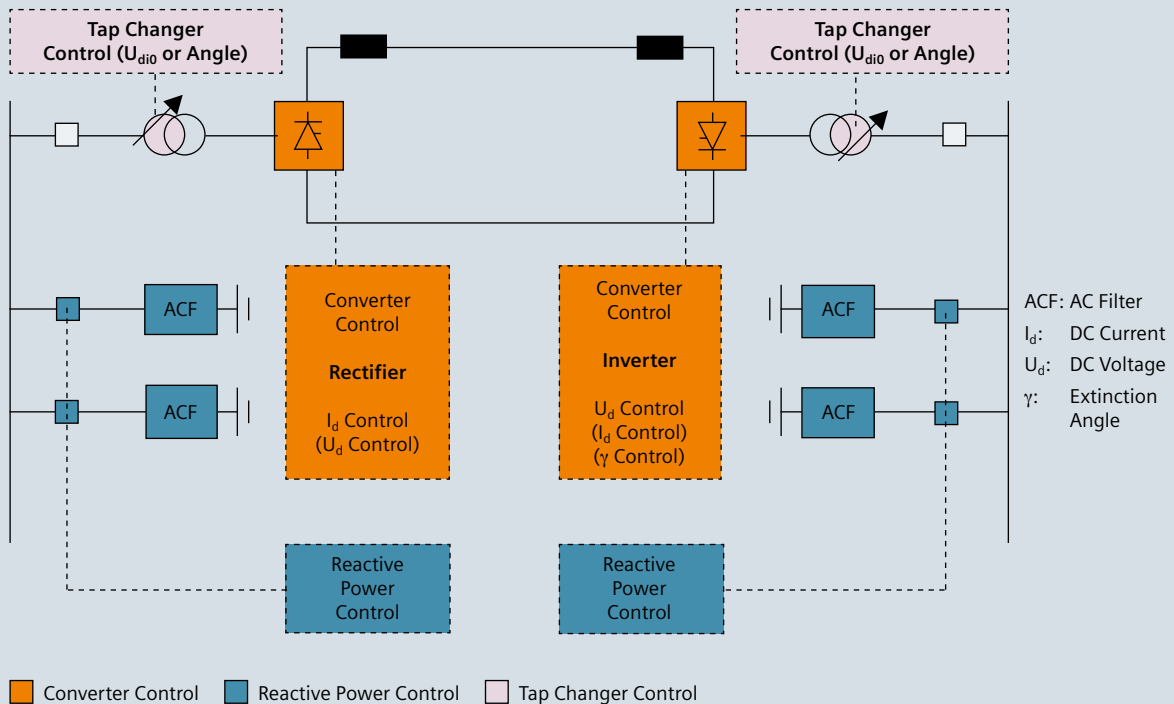 Tap Changer
Control (Udi0 or Angle)
Tap Changer
Control (Udi0 or Angle)
ACF
ACF
Converter
Control
Rectifier
Id Control
(Ud Control)
Converter
Control
Inverter
Ud Control
(Id Control)
(γ Control)
ACF
ACF
ACF: AC Filter
Id: DC Current
Ud: DC Voltage
γ: Extinction
Angle
Reactive
Power
Control
Reactive
Power
Control
Converter Control
Reactive Power Control
Tap Changer Control